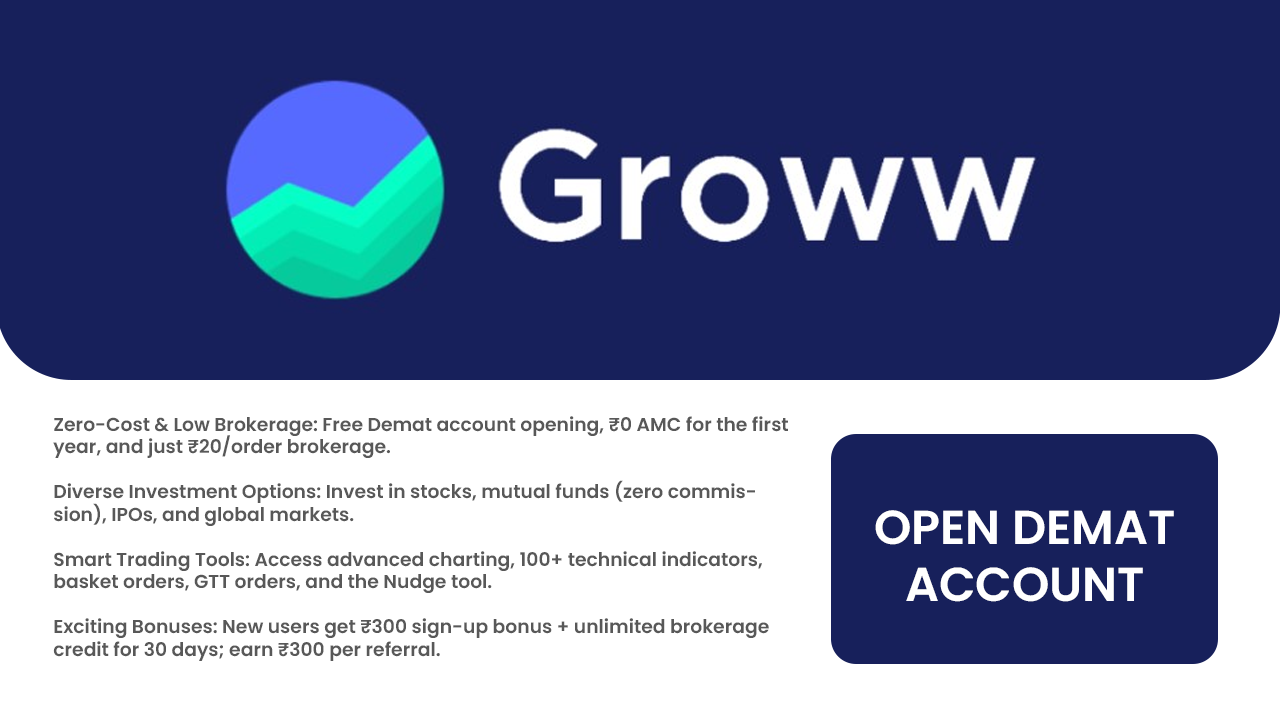 Groww
Zero-Cost & Low Brokerage: Free Demat account opening, ₹0 AMC for the first
year, and just ₹20/order brokerage.
Diverse Investment Options: Invest in stocks, mutual funds (zero commis-
sion), IPOs, and global markets.
Smart Trading Tools: Access advanced charting, 100+ technical indicators,
basket orders, GTT orders, and the Nudge tool.
Exciting Bonuses: New users get ₹300 sign-up bonus + unlimited brokerage
credit for 30 days; earn ₹300 per referral.
OPEN DEMAT
ACCOUNT